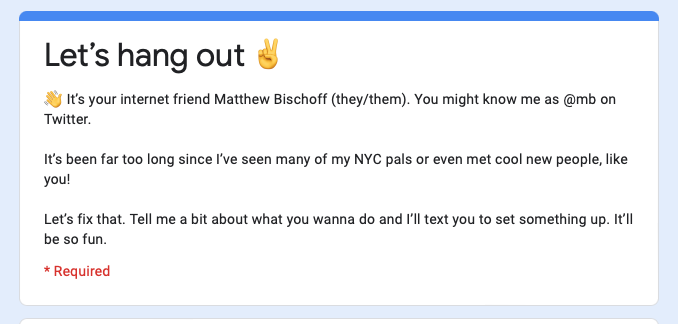 Let’s hang out ✌️
👋 It’s your internet friend Matthew Bischoff (they/them). You might know me as @mb on
Twitter.
It’s been far too long since I’ve seen many of my NYC pals or even met cool new people, like
you!
Let’s fix that. Tell me a bit about what you wanna do and I’ll text you to set something up. It’ll
be so fun.
* Required